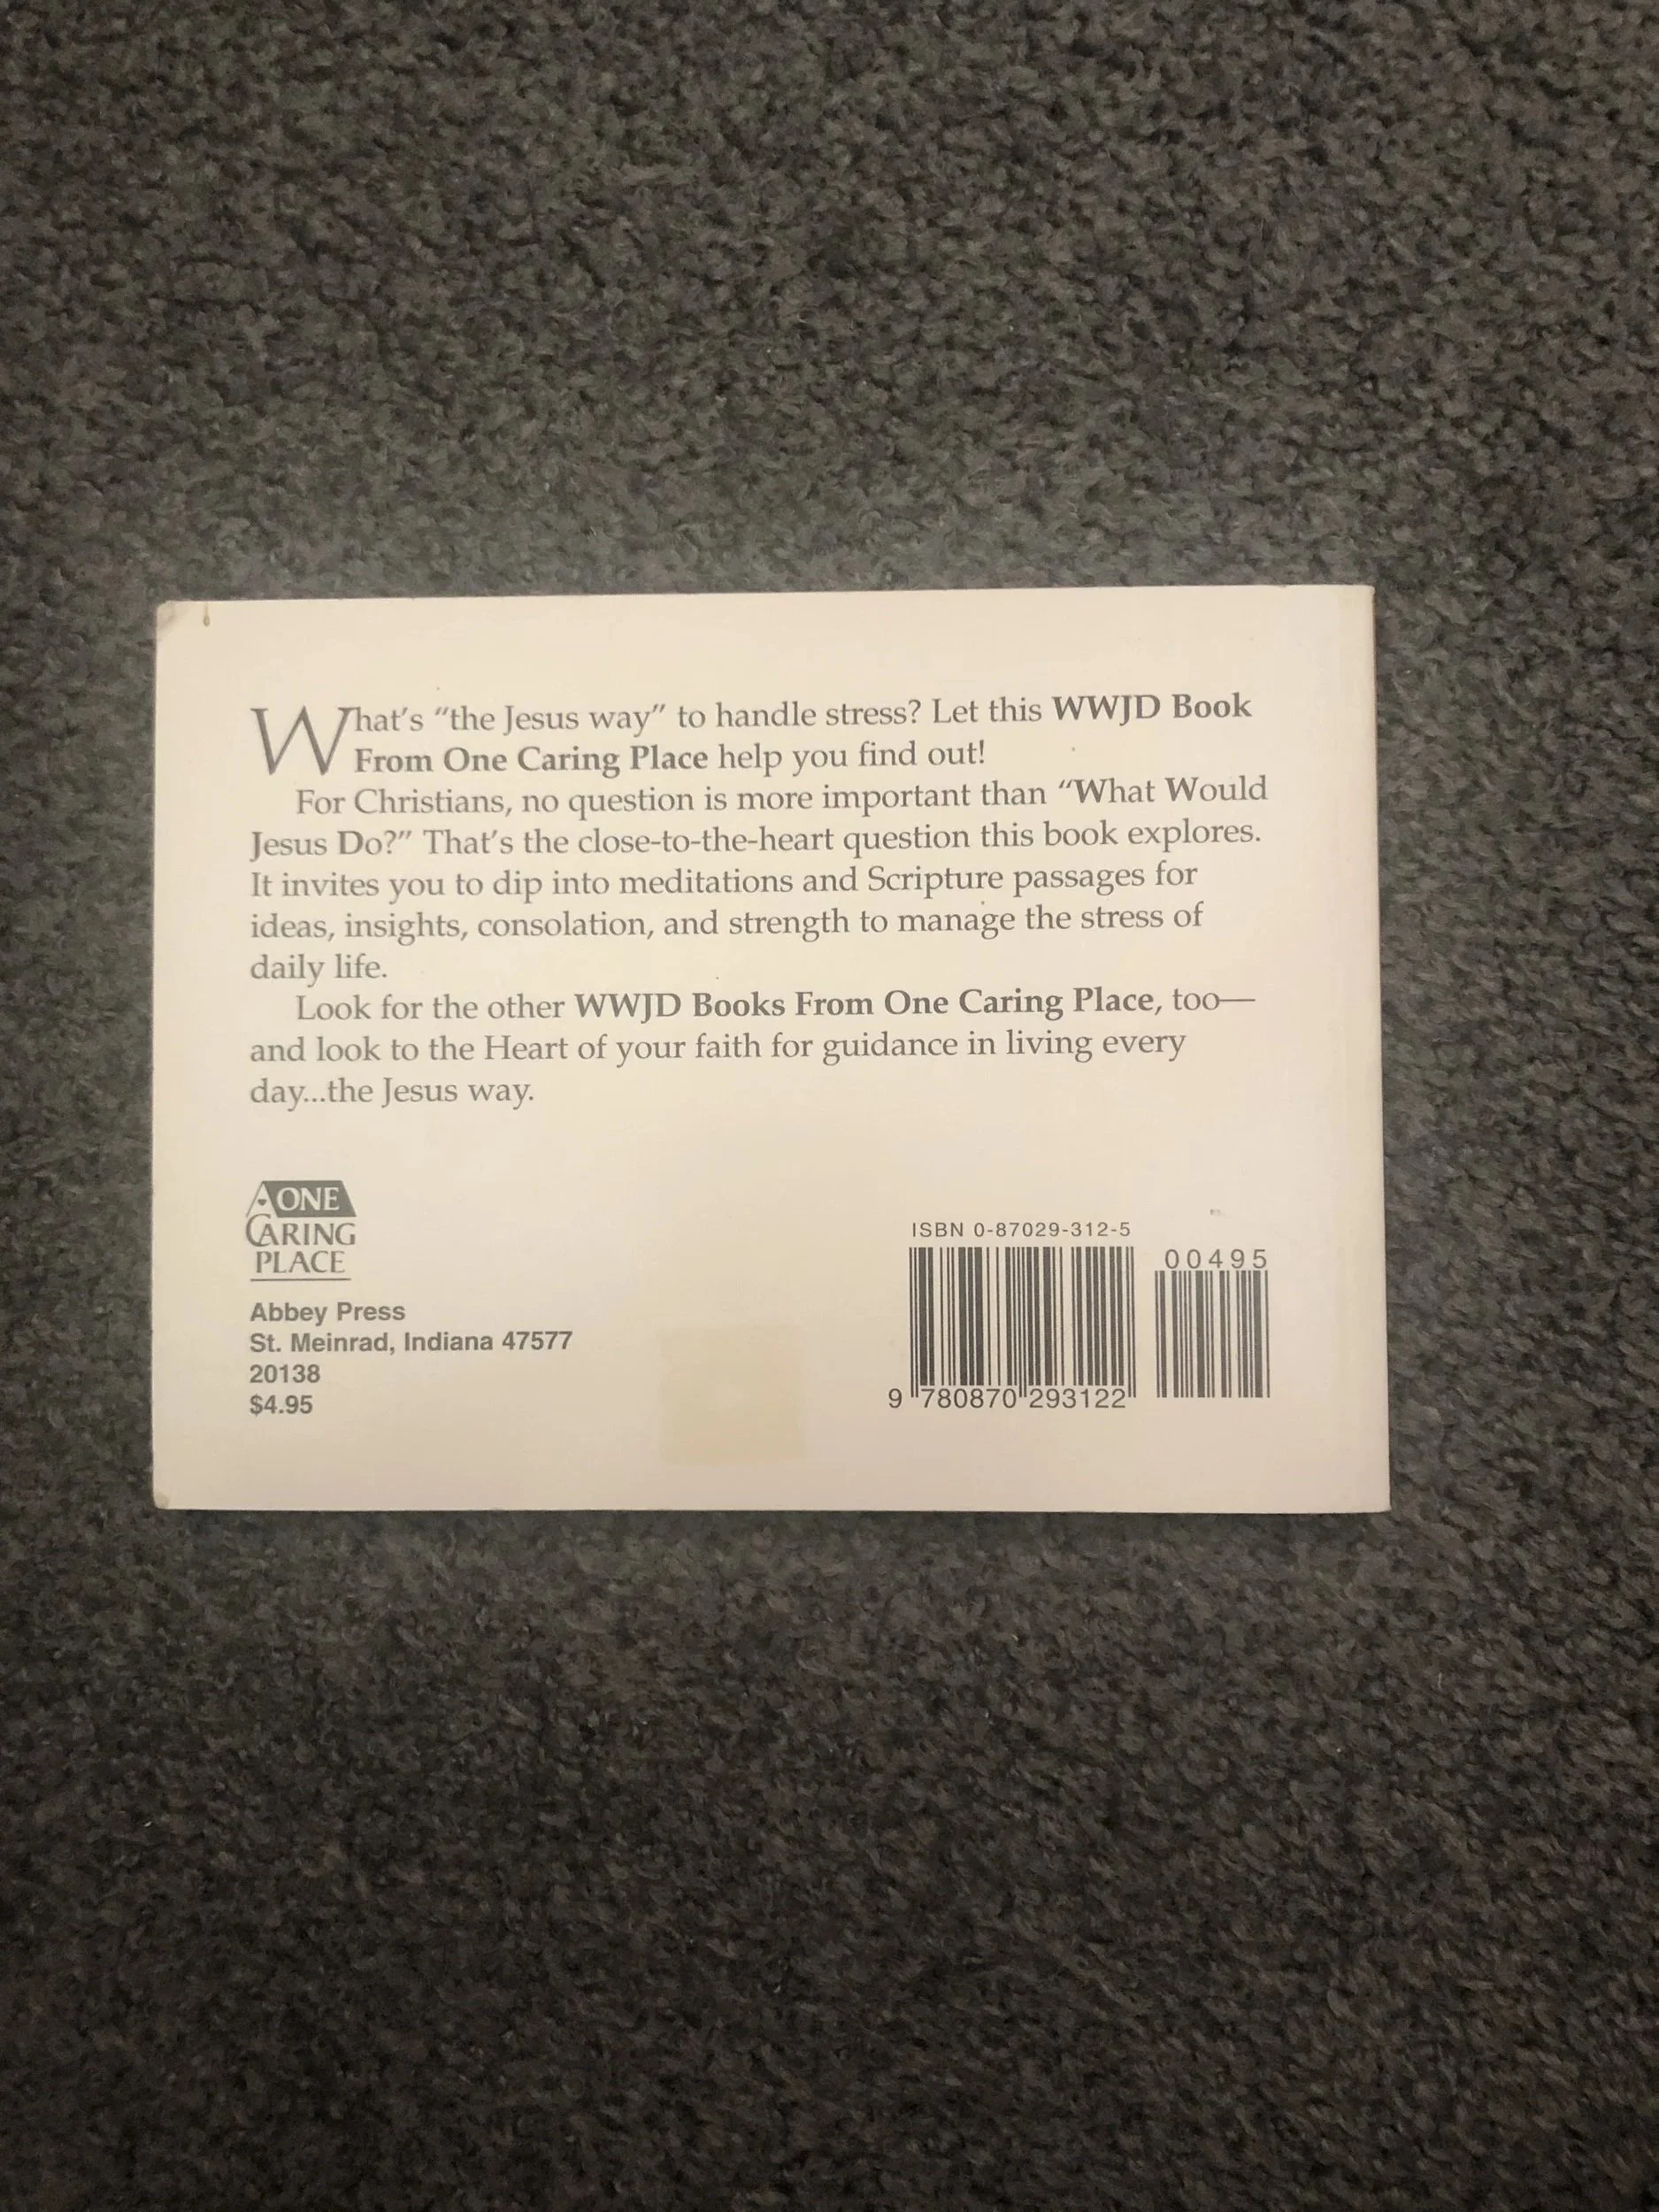 What's "the Jesus way" to handle stress? Let this WWJD Book
From One Caring Place help you find out!
For Christians, no question is more important than "What Would
Jesus Do?" That's the close-to-the-heart question this book explores.
It invites you to dip into meditations and Scripture passages for
ideas, insights, consolation, and strength to manage the stress of
daily life.
Look for the other WWJD Books From One Caring Place, too—
and look to the Heart of your faith for guidance in living every
day...the Jesus way.
ONE
CARING
PLACE
Abbey Press
St. Meinrad, Indiana 47577
20138
$4.95
ISBN 0-87029-312-5
00495
9 780870 293122